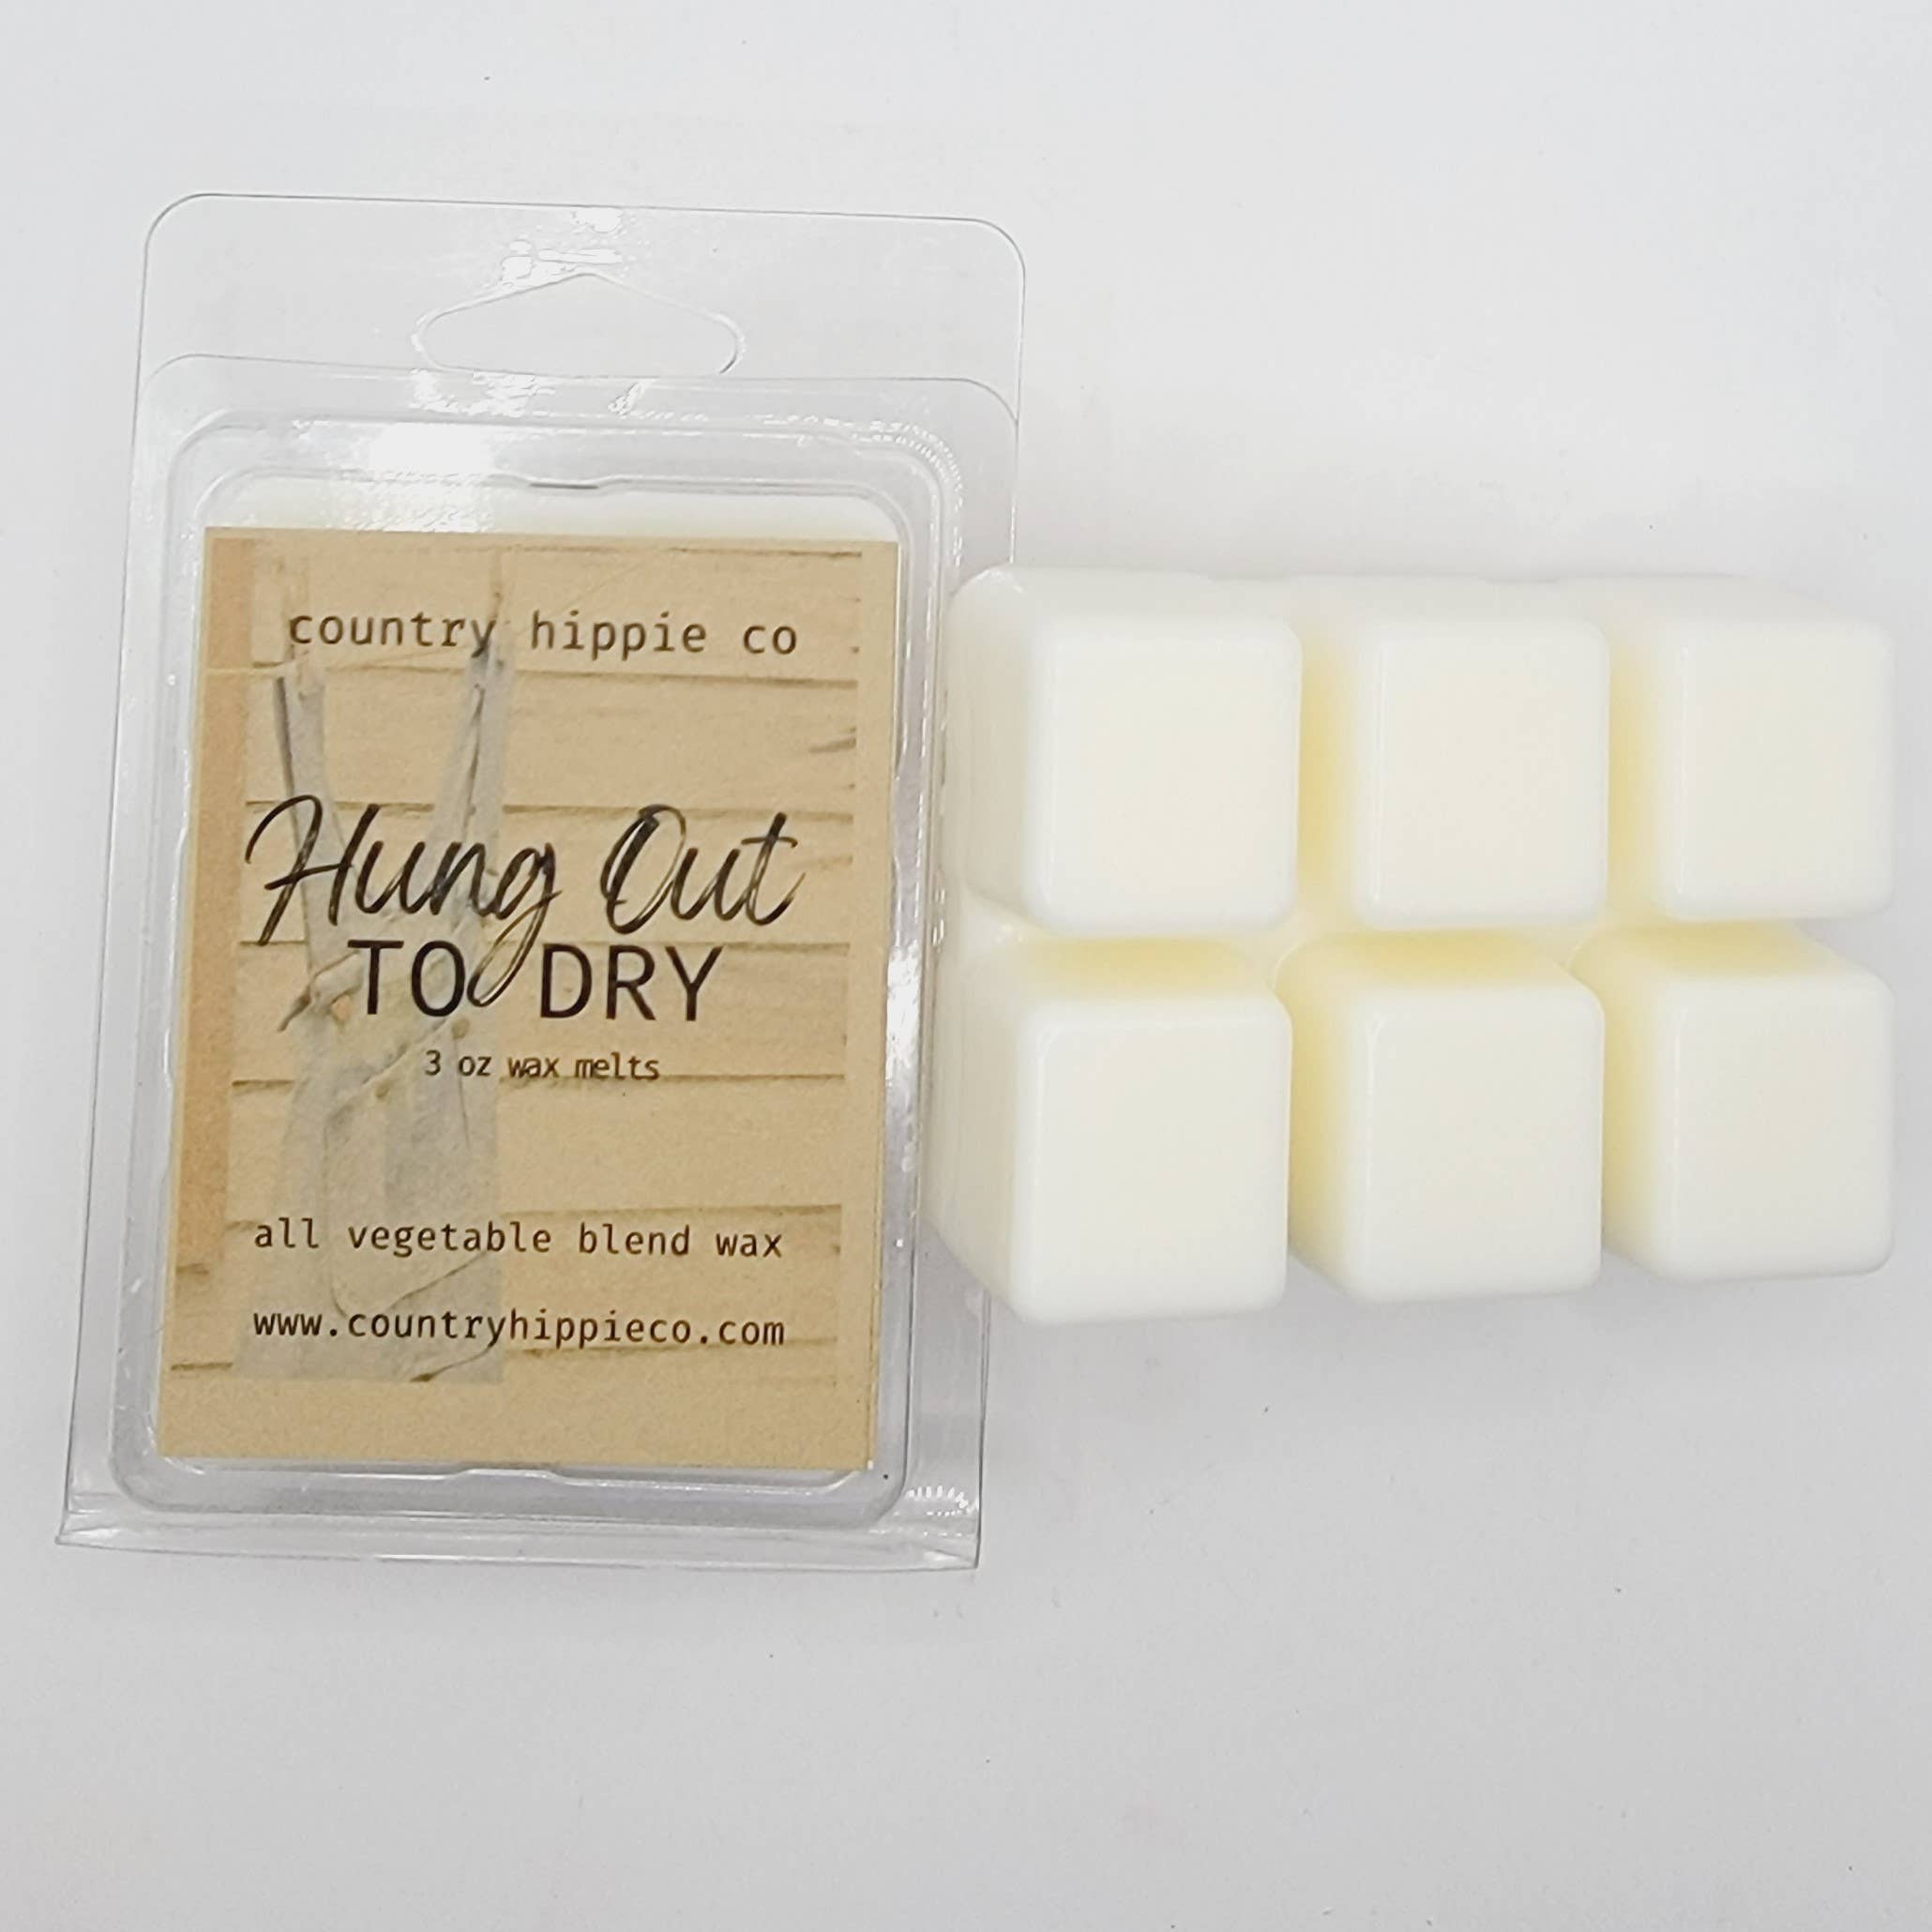 country hippie co
Hung Out
TO DRY
3 oz wax melts
all vegetable blend wax
www.countryhippieco.com